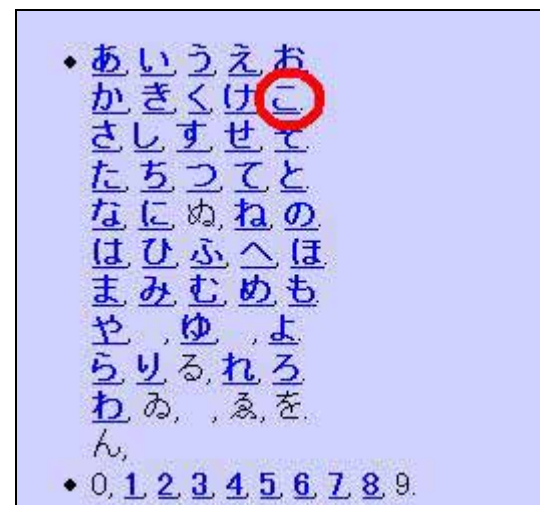 あ, い, う, え, お.
か, き, く, け, こ.
さ, し, す, せ, そ.
た, ち, つ, て, と.
な, に, ぬ, ね, の.
は, ひ, ふ, へ, ほ.
ま, み, む, め, も.
や, , ゆ, , よ.
ら, り, る, れ, ろ.
わ, ゐ, , ゑ, を.
ん,
0, 1, 2, 3, 4, 5, 6, 7, 8, 9.